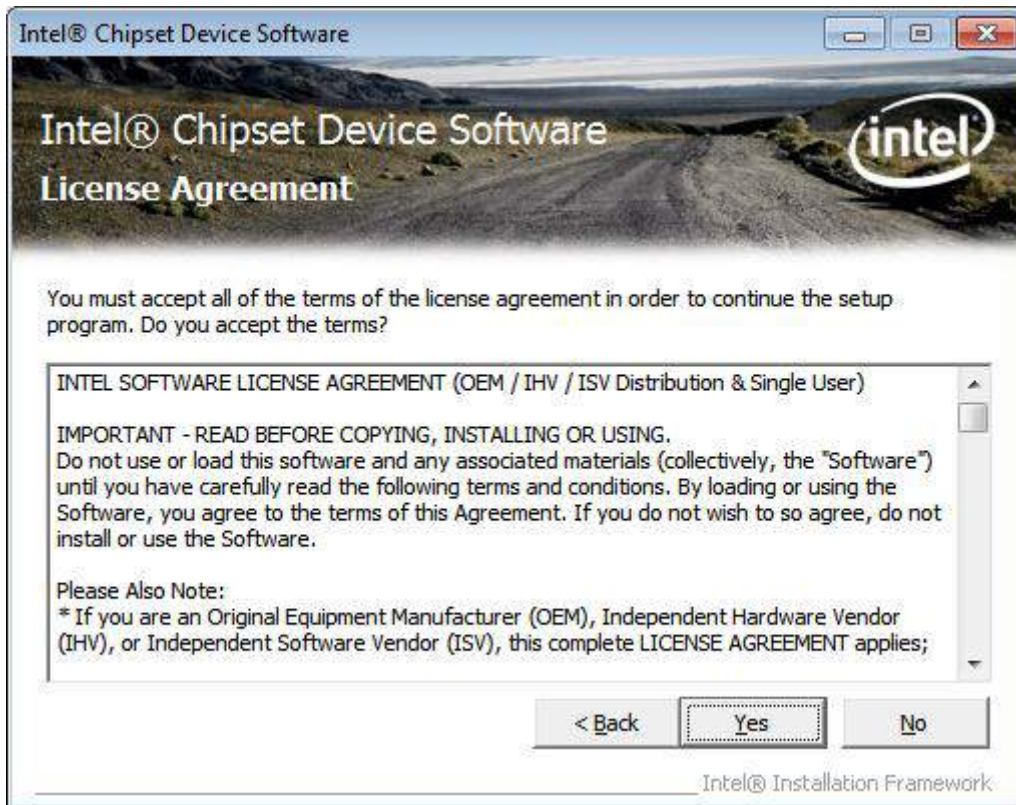 Intel® Chipset Device Software
Intel® Chipset Device Software
intel
License Agreement
You must accept all of the terms of the license agreement in order to continue the setup
program. Do you accept the terms?
INTEL SOFTWARE LICENSE AGREEMENT (OEM / IHV / ISV Distribution & Single User)
IMPORTANT - READ BEFORE COPYING, INSTALLING OR USING.
Do not use or load this software and any associated materials (collectively, the "Software")
until you have carefully read the following terms and conditions. By loading or using the
Software, you agree to the terms of this Agreement. If you do not wish to so agree, do not
install or use the Software.
Please Also Note:
* If you are an Original Equipment Manufacturer (OEM), Independent Hardware Vendor
(IHV), or Independent Software Vendor (ISV), this complete LICENSE AGREEMENT applies;
< Back Yes No
Intel® Installation Framework